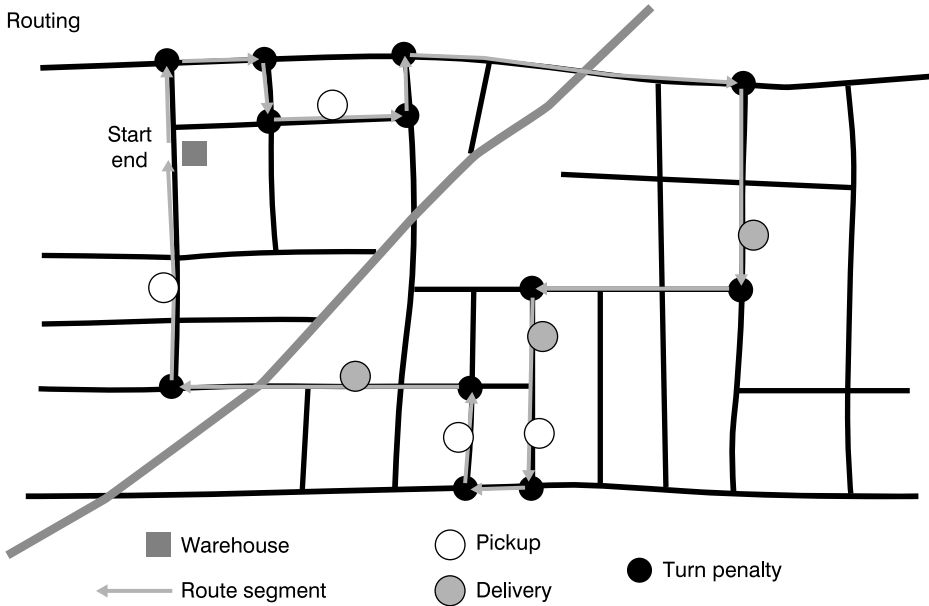 Routing
Start
end
Warehouse
Pickup
Turn penalty
Route segment
Delivery